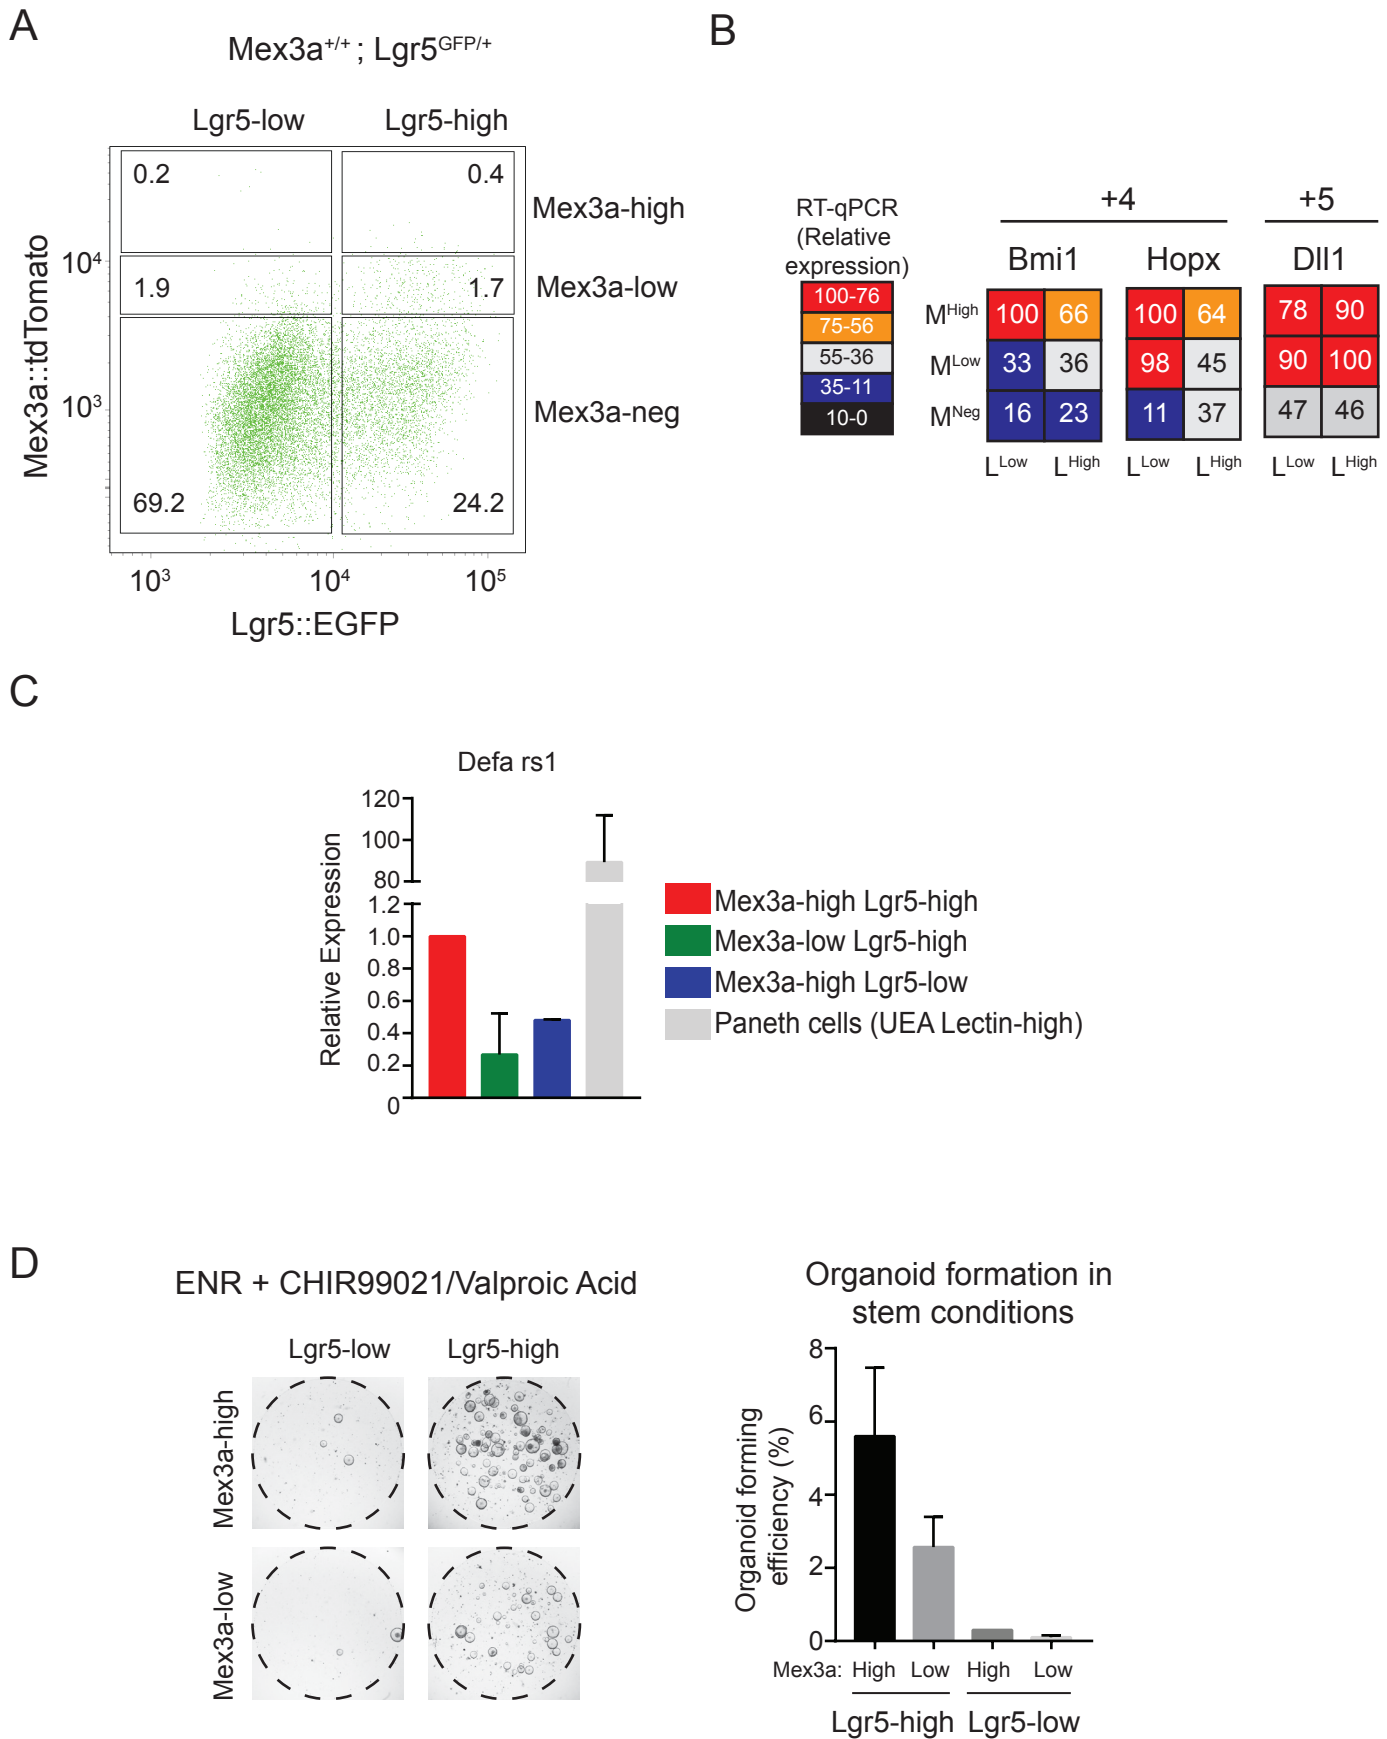 A
Mex3a+/+ ; Lgr5GFP/+
Lgr5-low
Lgr5-high
0.2
0.4
Mex3a-high
1.9
1.7
Mex3a-low
69.2
24.2
Mex3a-neg
Mex3a::tdTomato
10⁴
10³
10³
10⁴
10⁵
Lgr5::EGFP
B
RT-qPCR
(Relative
expression)
100-76
75-56
55-36
35-11
10-0
+4
+5
Bmi1
Hopx
Dll1
MHigh
100 66
100 64
78 90
MLow
33 36
98 45
90 100
MNeg
16 23
11 37
47 46
LLow LHigh
LLow LHigh
LLow LHigh
C
Defa rs1
Relative Expression
120
100
80
1.2
1.0
0.8
0.6
0.4
0.2
0
Mex3a-high Lgr5-high
Mex3a-low Lgr5-high
Mex3a-high Lgr5-low
Paneth cells (UEA Lectin-high)
D
ENR + CHIR99021/Valproic Acid
Lgr5-low
Lgr5-high
Mex3a-high
Mex3a-low
Organoid formation in
stem conditions
Organoid forming
efficiency (%)
8
6
4
2
0
Mex3a: High Low High Low
Lgr5-high Lgr5-low